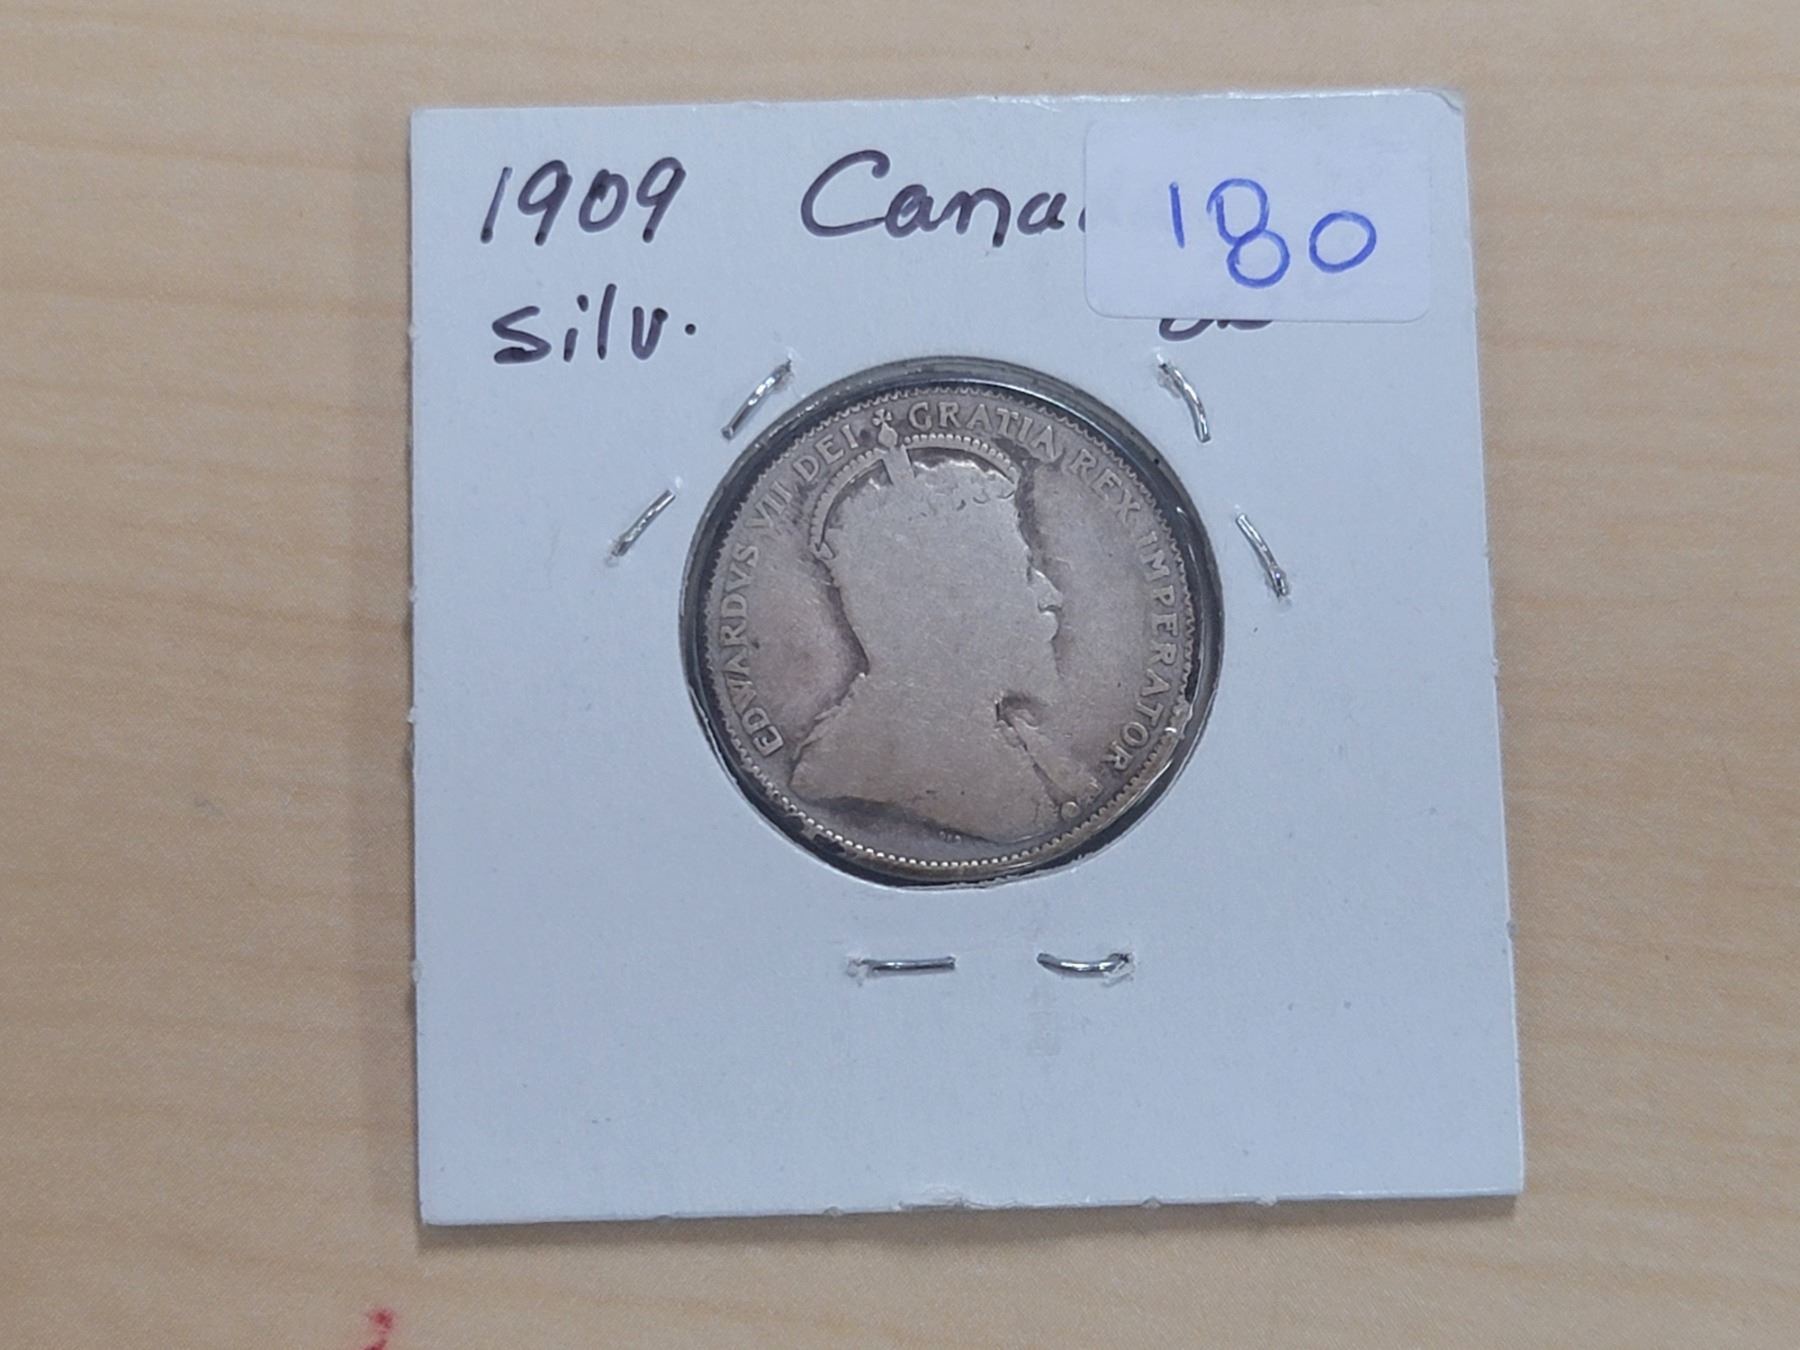 1909 Cana
180
silv.
EDWARDVS VII DEI GRATIA REX IMPERATOR